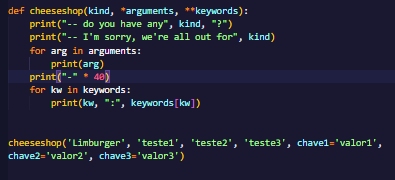 def cheeseshop(kind, *arguments, **keywords):
    print("-- do you have any", kind, "?")
    print("-- I'm sorry, we're all out for", kind)
    for arg in arguments:
        print(arg)
    print("-" * 40)
    for kw in keywords:
        print(kw, ":", keywords[kw])
cheeseshop('Limburger', 'teste1', 'teste2', 'teste3', chave1='valor1',
chave2='valor2', chave3='valor3')